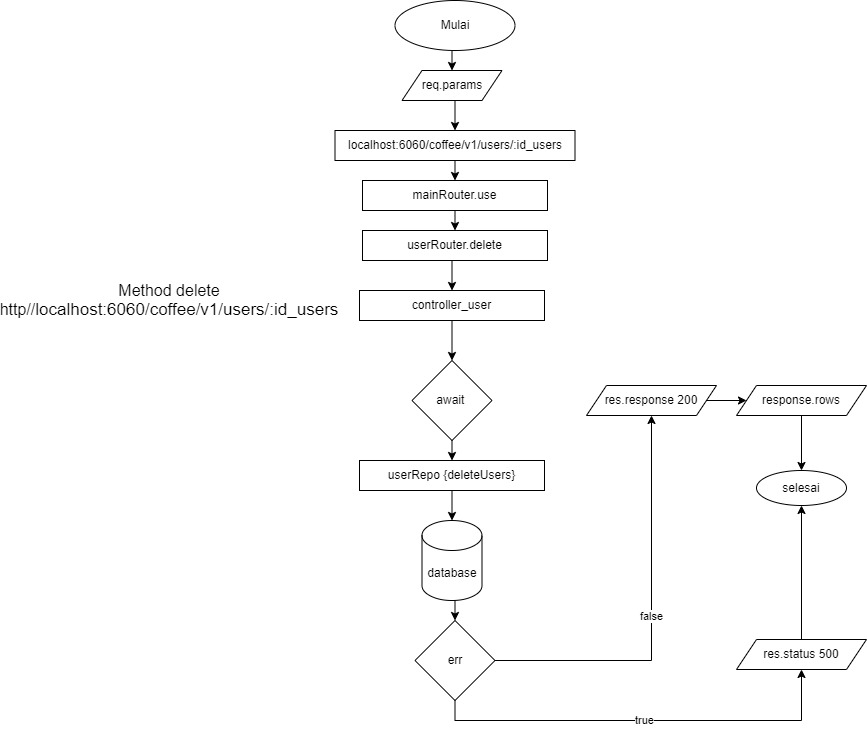 Mulai
req.params
localhost:6060/coffee/v1/users/:id_users
mainRouter.use
userRouter.delete
Method delete
http//localhost:6060/coffee/v1/users/:id_users
controller_user
await
res.response 200
response.rows
userRepo {deleteUsers}
selesai
database
false
err
res.status 500
true